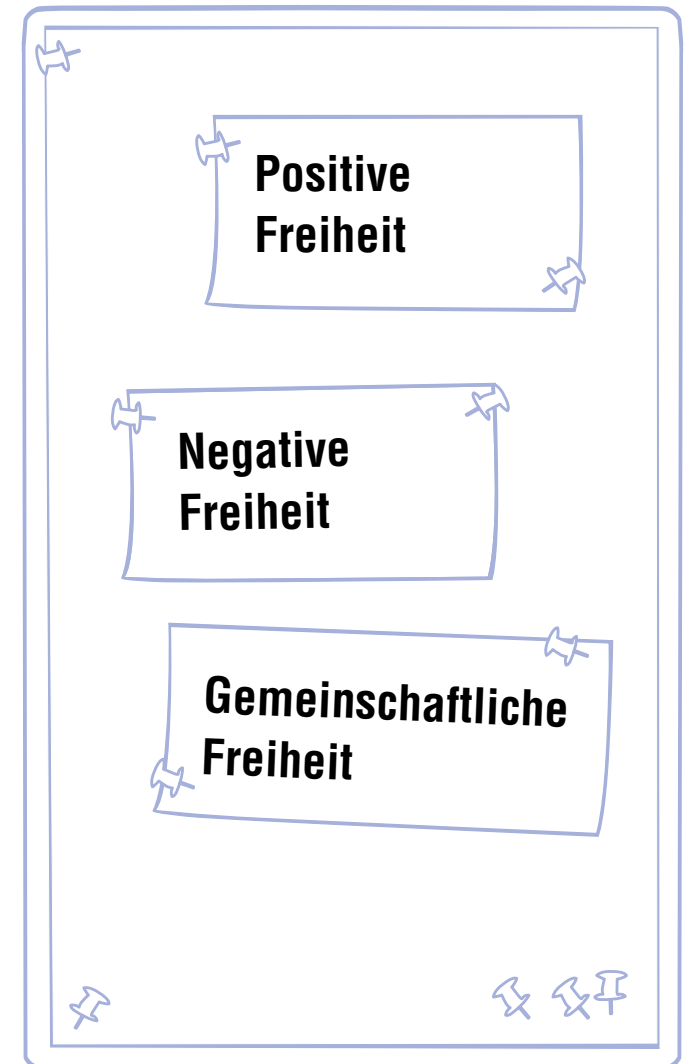 Positive
Freiheit
Negative
Freiheit
Gemeinschaftliche
Freiheit